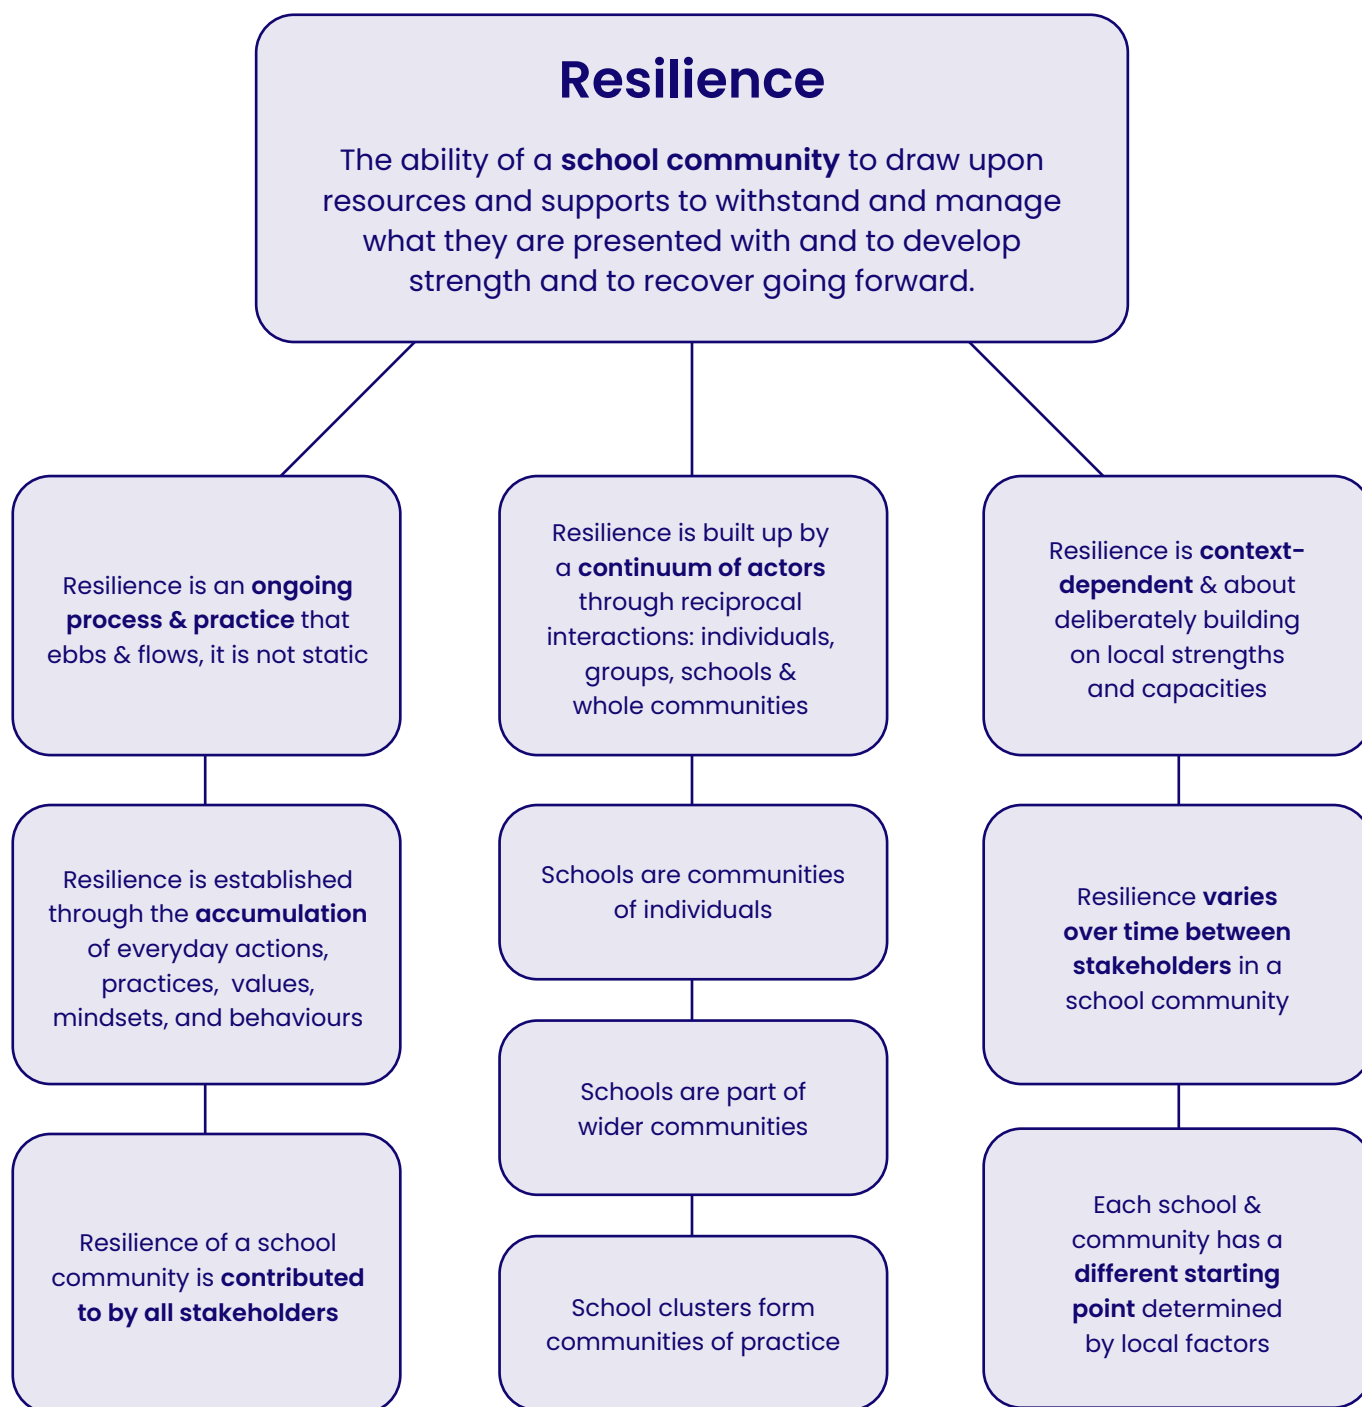 Resilience
The ability of a school community to draw upon
resources and supports to withstand and manage
what they are presented with and to develop
strength and to recover going forward.
Resilience is an ongoing
process & practice that
ebbs & flows, it is not static
Resilience is established
through the accumulation
of everyday actions,
practices, values,
mindsets, and behaviours
Resilience of a school
community is contributed
to by all stakeholders
Resilience is built up by
a continuum of actors
through reciprocal
interactions: individuals,
groups, schools &
whole communities
Schools are communities
of individuals
Schools are part of
wider communities
School clusters form
communities of practice
Resilience is context-
dependent & about
deliberately building
on local strengths
and capacities
Resilience varies
over time between
stakeholders in a
school community
Each school &
community has a
different starting
point determined
by local factors